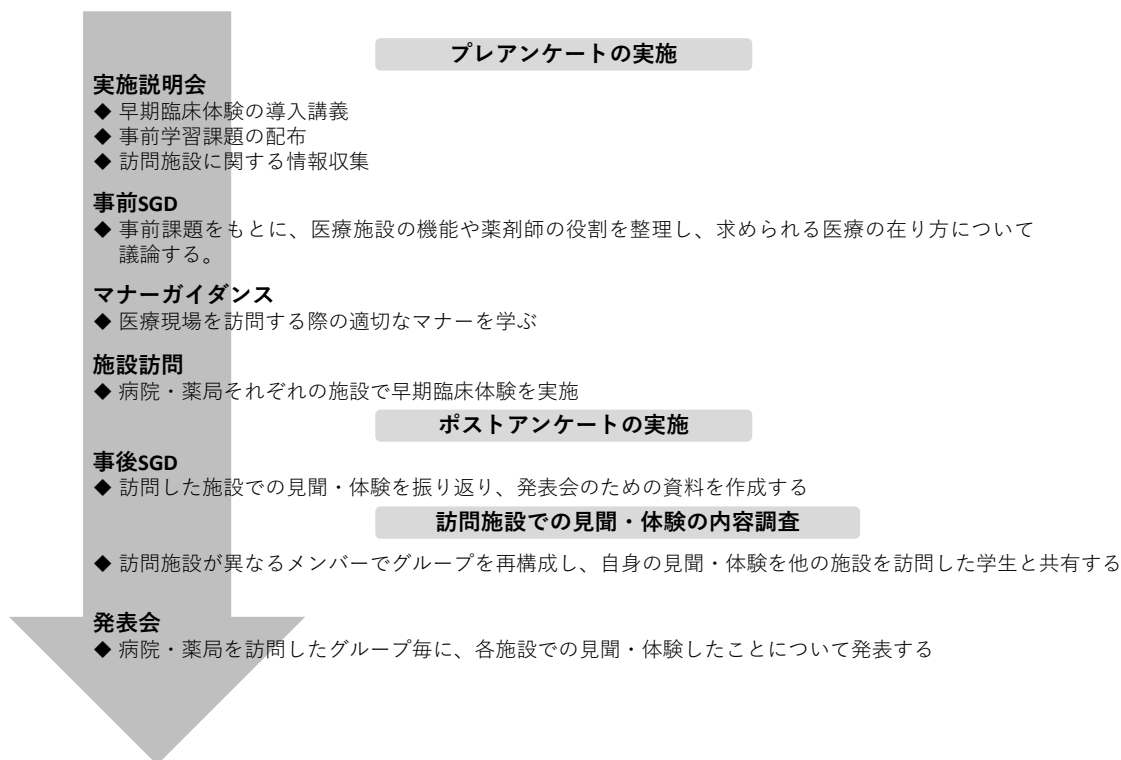 プレアンケートの実施
実施説明会
◆ 早期臨床体験の導入講義
◆ 事前学習課題の配布
◆ 訪問施設に関する情報収集
事前SGD
◆ 事前課題をもとに、医療施設の機能や薬剤師の役割を整理し、求められる医療の在り方について
議論する。
マナーガイダンス
◆ 医療現場を訪問する際の適切なマナーを学ぶ
施設訪問
◆ 病院・薬局それぞれの施設で早期臨床体験を実施
ポストアンケートの実施
事後SGD
◆ 訪問した施設での見聞・体験を振り返り、発表会のための資料を作成する
訪問施設での見聞・体験の内容調査
◆ 訪問施設が異なるメンバーでグループを再構成し、自身の見聞・体験を他の施設を訪問した学生と共有する
発表会
◆ 病院・薬局を訪問したグループ毎に、各施設での見聞・体験したことについて発表する